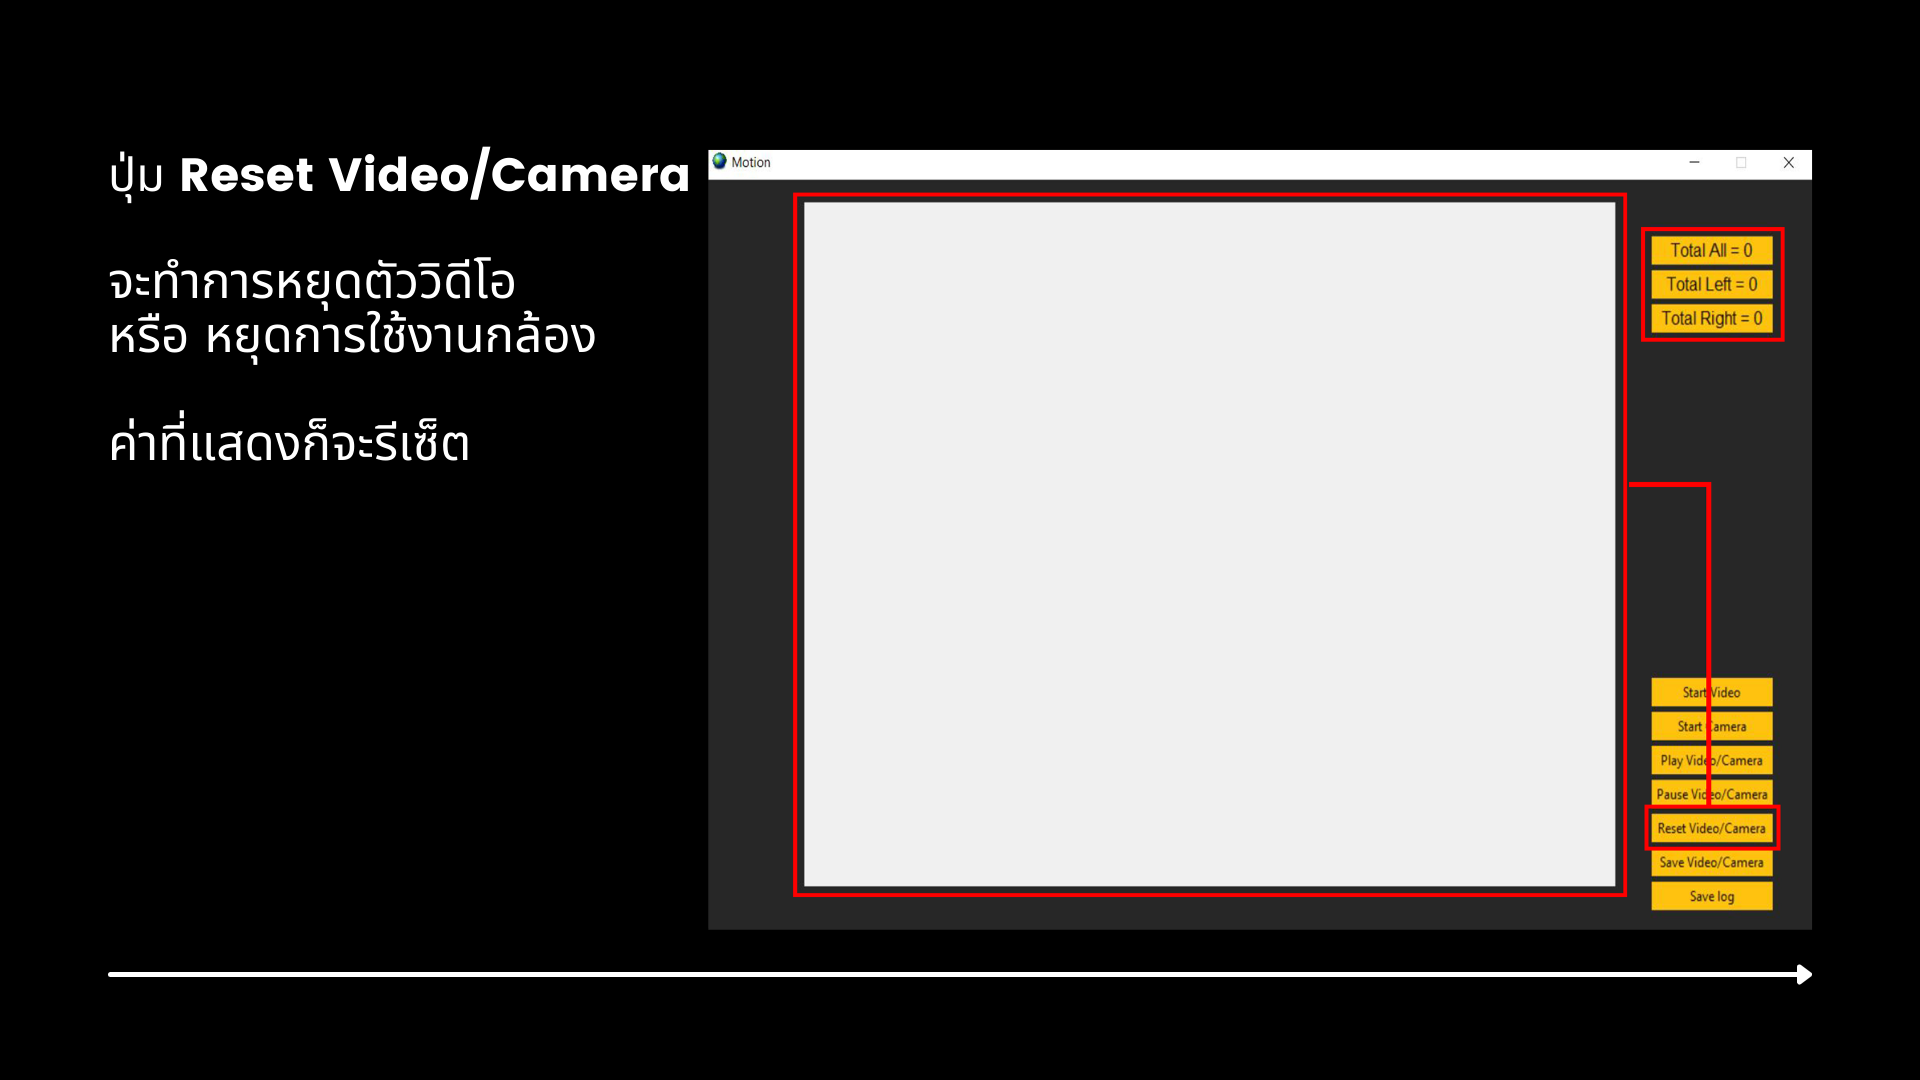 ปุ่ม Reset Video/Camera
จะทำการหยุดตัววิดีโอ
หรือ หยุดการใช้งานกล้อง
ค่าที่แสดงก็จะรีเซ็ต
Motion
Total All = 0
Total Left = 0
Total Right = 0
Start Video
Start Camera
Play Video/Camera
Pause Video/Camera
Reset Video/Camera
Save Video/Camera
Save log